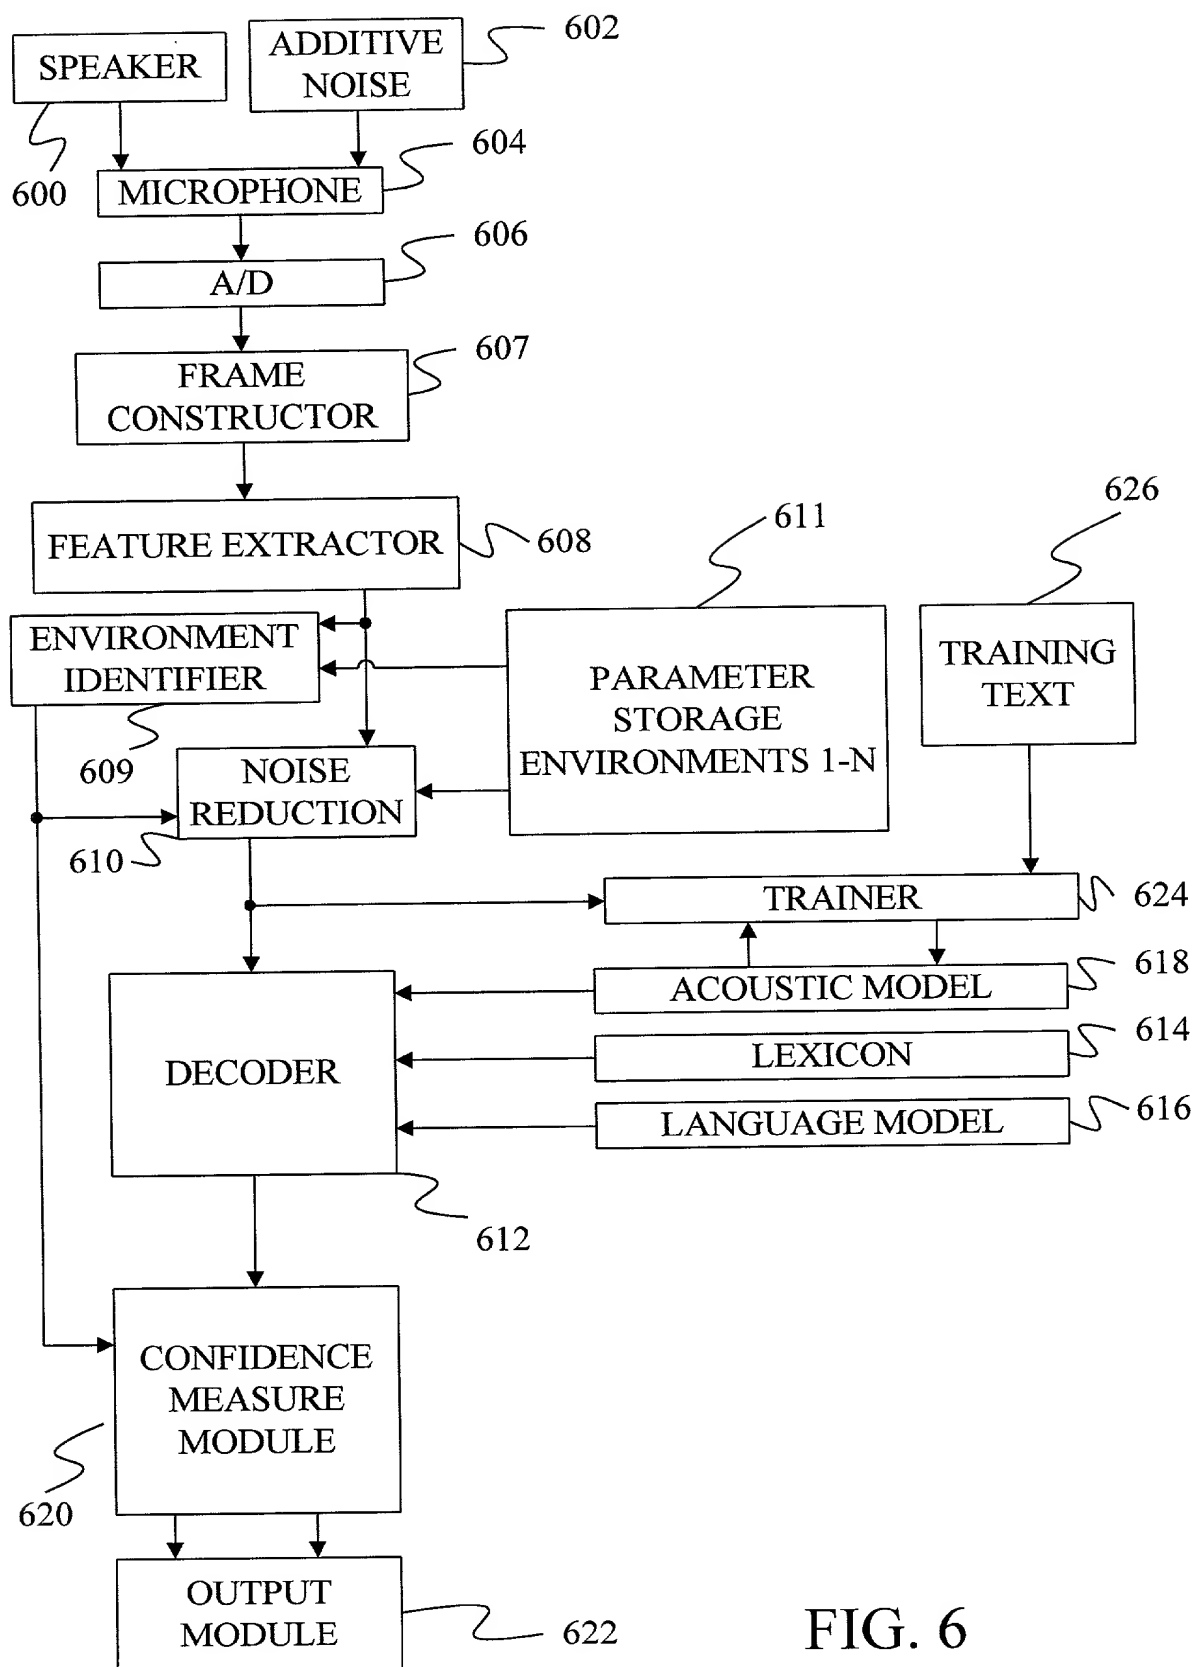 SPEAKER
600
ADDITIVE
NOISE
602
MICROPHONE
604
A/D
606
FRAME
CONSTRUCTOR
607
FEATURE EXTRACTOR
608
ENVIRONMENT
IDENTIFIER
609
NOISE
REDUCTION
610
PARAMETER
STORAGE
ENVIRONMENTS 1-N
611
TRAINING
TEXT
626
TRAINER
624
ACOUSTIC MODEL
618
LEXICON
614
LANGUAGE MODEL
616
DECODER
612
CONFIDENCE
MEASURE
MODULE
620
OUTPUT
MODULE
622
FIG. 6